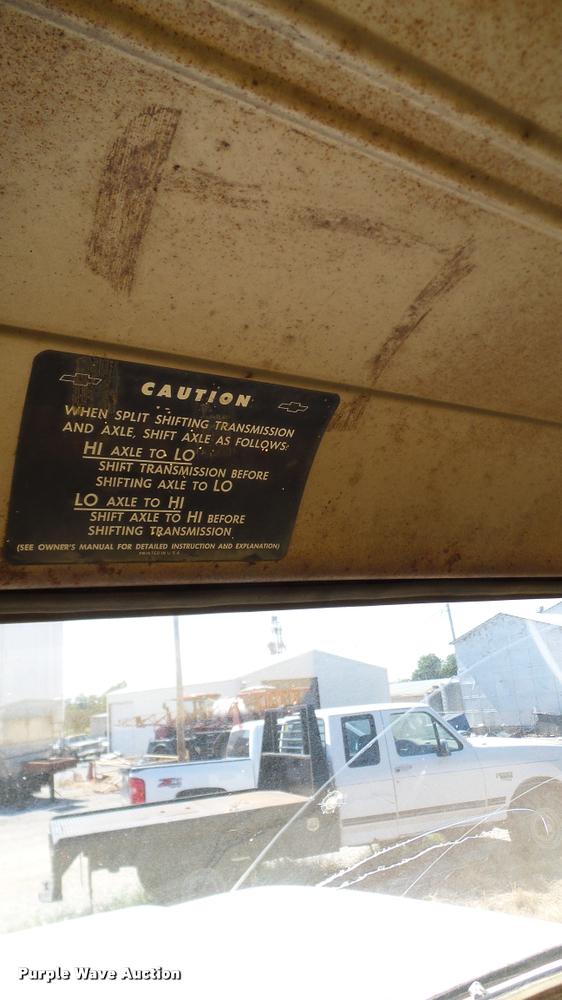 CAUTION
WHEN SPLIT SHIFTING TRANSMISSION
AND AXLE, SHIFT AXLE AS FOLLOWS:
HI AXLE TO LO
SHIFT TRANSMISSION BEFORE
SHIFTING AXLE TO LO
LO AXLE TO HI
SHIFT AXLE TO HI BEFORE
SHIFTING TRANSMISSION
(SEE OWNER'S MANUAL FOR DETAILED INSTRUCTION AND EXPLANATION)
PRINTED IN U.S.A.
Purple Wave Auction